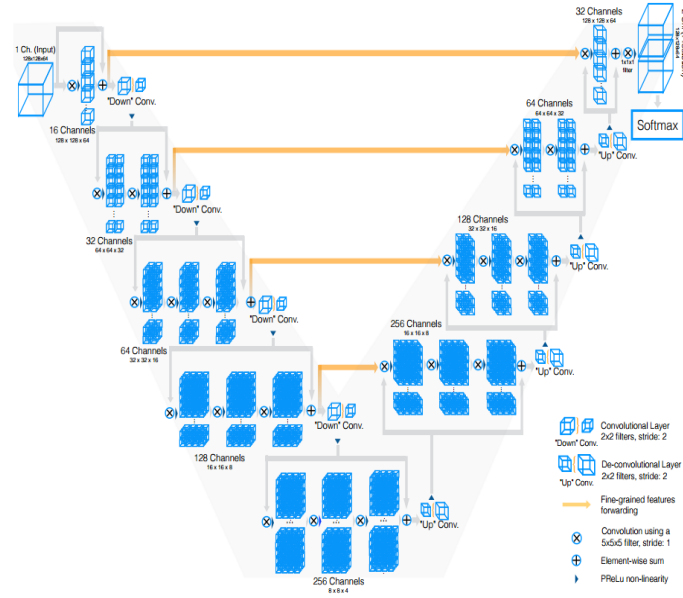 1 Ch. (Input)
128x128x64
"Down" Conv.
16 Channels
128 x 128 x 64
"Down" Conv.
32 Channels
64 x 64 x 32
"Down" Conv.
64 Channels
32 x 32 x 16
"Down" Conv.
128 Channels
16 x 16 x 8
256 Channels
8 x 8 x 4
"Up" Conv.
256 Channels
16 x 16 x 8
"Up" Conv.
128 Channels
32 x 32 x 16
"Up" Conv.
64 Channels
64 x 64 x 32
"Up" Conv.
32 Channels
128 x 128 x 64
1x1x1
filter
Softmax
"Down" Conv.
Convolutional Layer
2x2 filters, stride: 2
"Up" Conv.
De-convolutional Layer
2x2 filters, stride: 2
Fine-grained features
forwarding
Convolution using a
5x5x5 filter, stride: 1
Element-wise sum
PReLu non-linearity